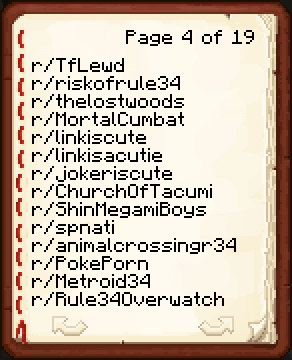 Page 4 of 19
r/TfLewd
r/riskofrule34
r/thelostwoods
r/MortalCumbat
r/linkiscute
r/linkisacutie
r/jokeriscute
r/ChurchOfTacumi
r/ShinMegamiBoys
r/spnati
r/animalcrossingr34
r/PokePorn
r/Metroid34
r/Rule34Overwatch